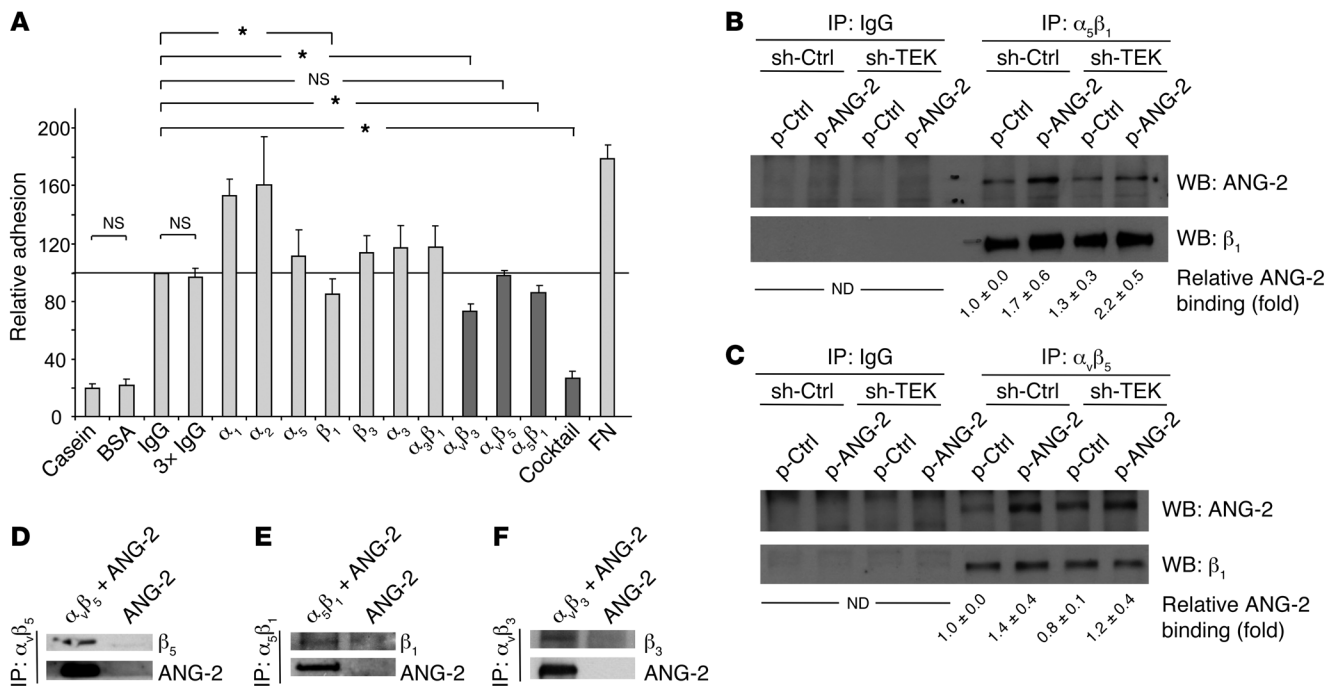 A
*
*
NS
*
*
Relative adhesion
200
160
120
80
40
20
0
NS
NS
Casein
BSA
IgG
3× IgG
α1
α2
α5
β1
β3
α3
α3β1
αvβ3
αvβ5
α5β1
Cocktail
FN
B
IP: IgG
IP: α5β1
sh-Ctrl
sh-TEK
sh-Ctrl
sh-TEK
p-Ctrl
p-ANG-2
p-Ctrl
p-ANG-2
p-Ctrl
p-ANG-2
p-Ctrl
p-ANG-2
WB: ANG-2
WB: β1
ND
1.0 ± 0.0
1.7 ± 0.6
1.3 ± 0.3
2.2 ± 0.5
Relative ANG-2
binding (fold)
C
IP: IgG
IP: αvβ5
sh-Ctrl
sh-TEK
sh-Ctrl
sh-TEK
p-Ctrl
p-ANG-2
p-Ctrl
p-ANG-2
p-Ctrl
p-ANG-2
p-Ctrl
p-ANG-2
WB: ANG-2
WB: β1
ND
1.0 ± 0.0
1.4 ± 0.4
0.8 ± 0.1
1.2 ± 0.4
Relative ANG-2
binding (fold)
D
αvβ5 + ANG-2
ANG-2
IP: αvβ5
β5
ANG-2
E
α5β1 + ANG-2
ANG-2
IP: α5β1
β1
ANG-2
F
αvβ3 + ANG-2
ANG-2
IP: αvβ3
β3
ANG-2